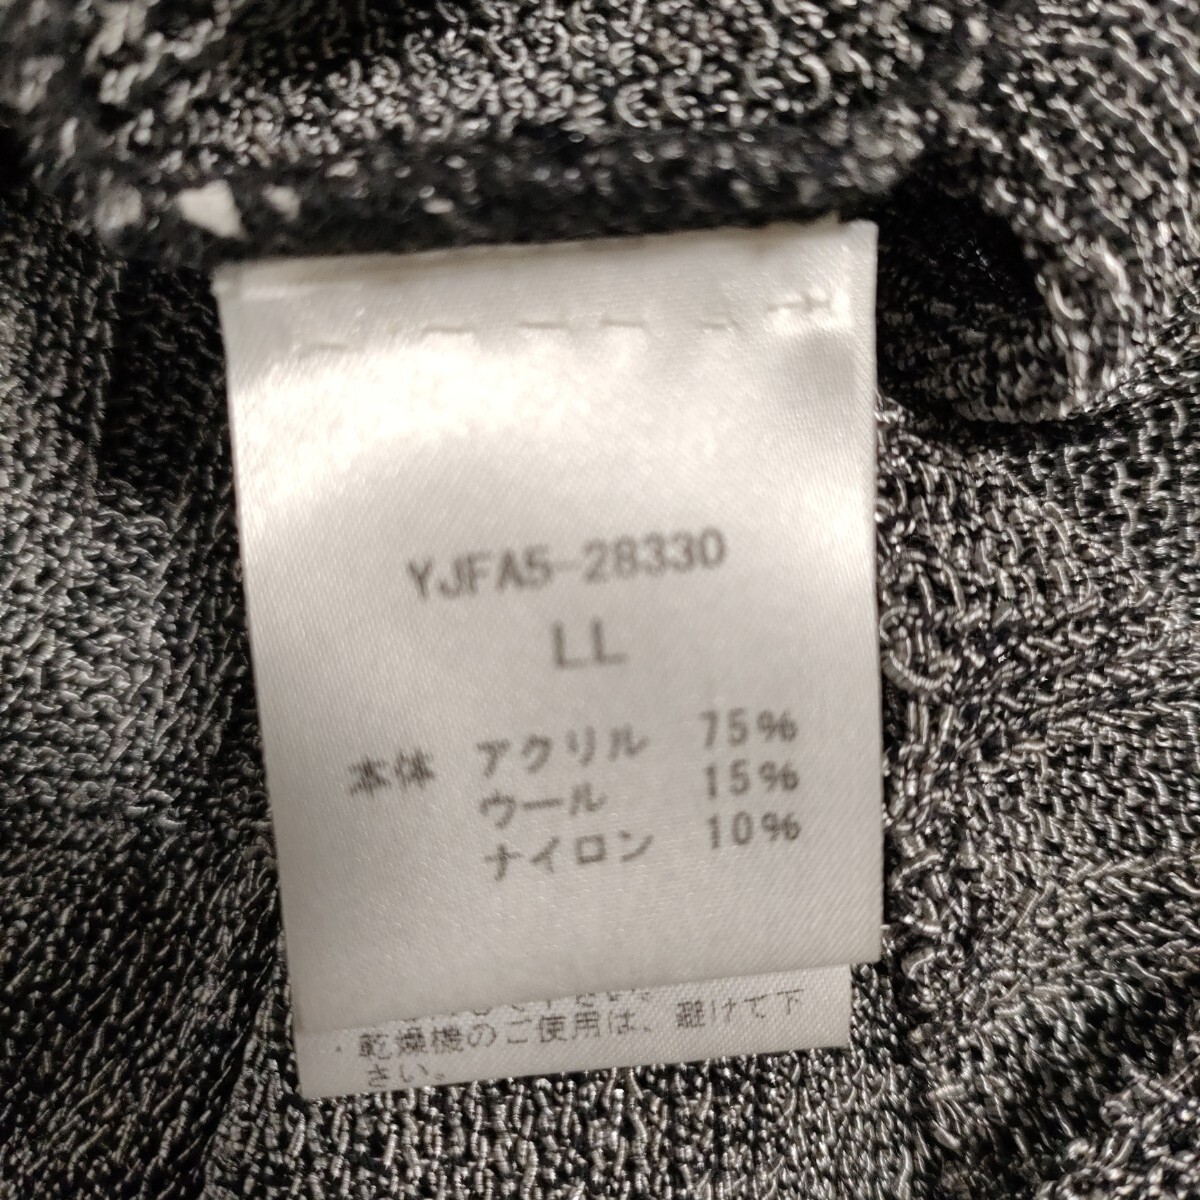 YJFA5-28330
LL
本体 アクリル 75%
ウール 15%
ナイロン 10%
・乾燥機のご使用は、避けて下
さい。